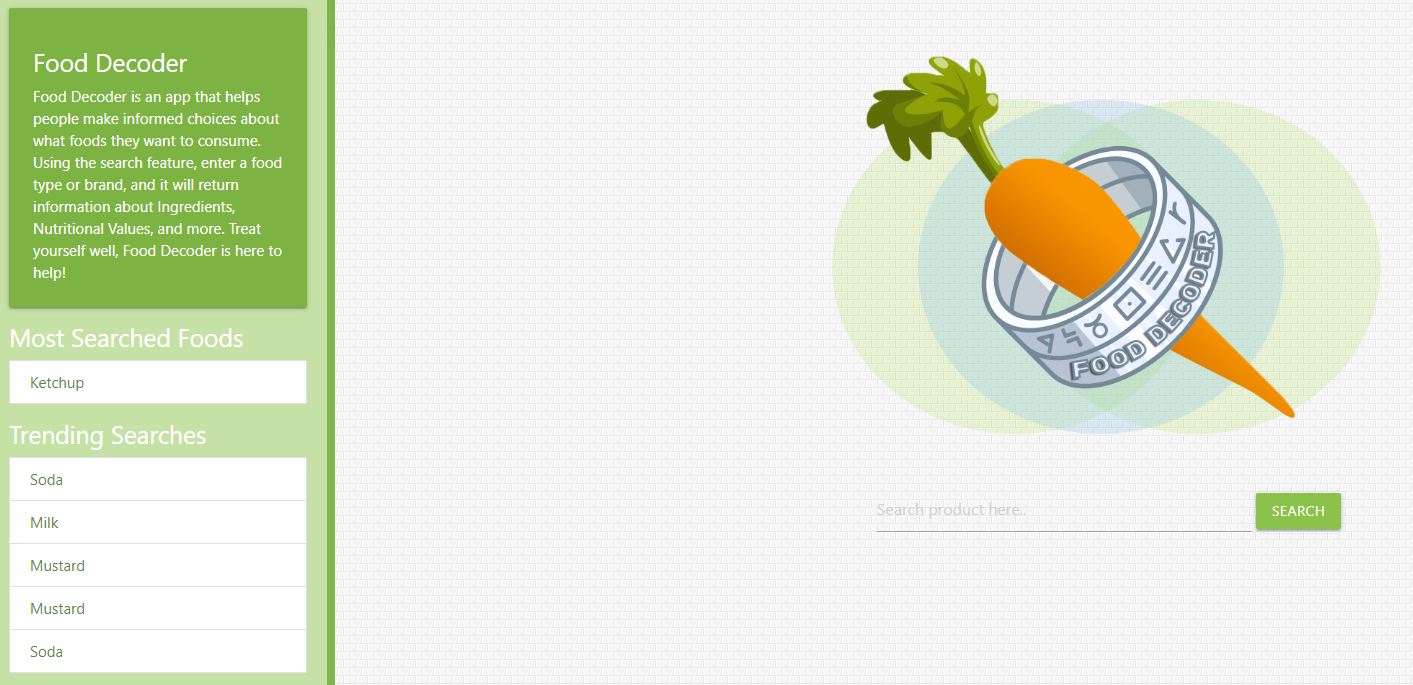 Food Decoder
Food Decoder is an app that helps
people make informed choices about
what foods they want to consume.
Using the search feature, enter a food
type or brand, and it will return
information about Ingredients,
Nutritional Values, and more. Treat
yourself well, Food Decoder is here to
help!
Most Searched Foods
Ketchup
Trending Searches
Soda
Milk
Mustard
Mustard
Soda
FOOD DECODER
Search product here..
SEARCH